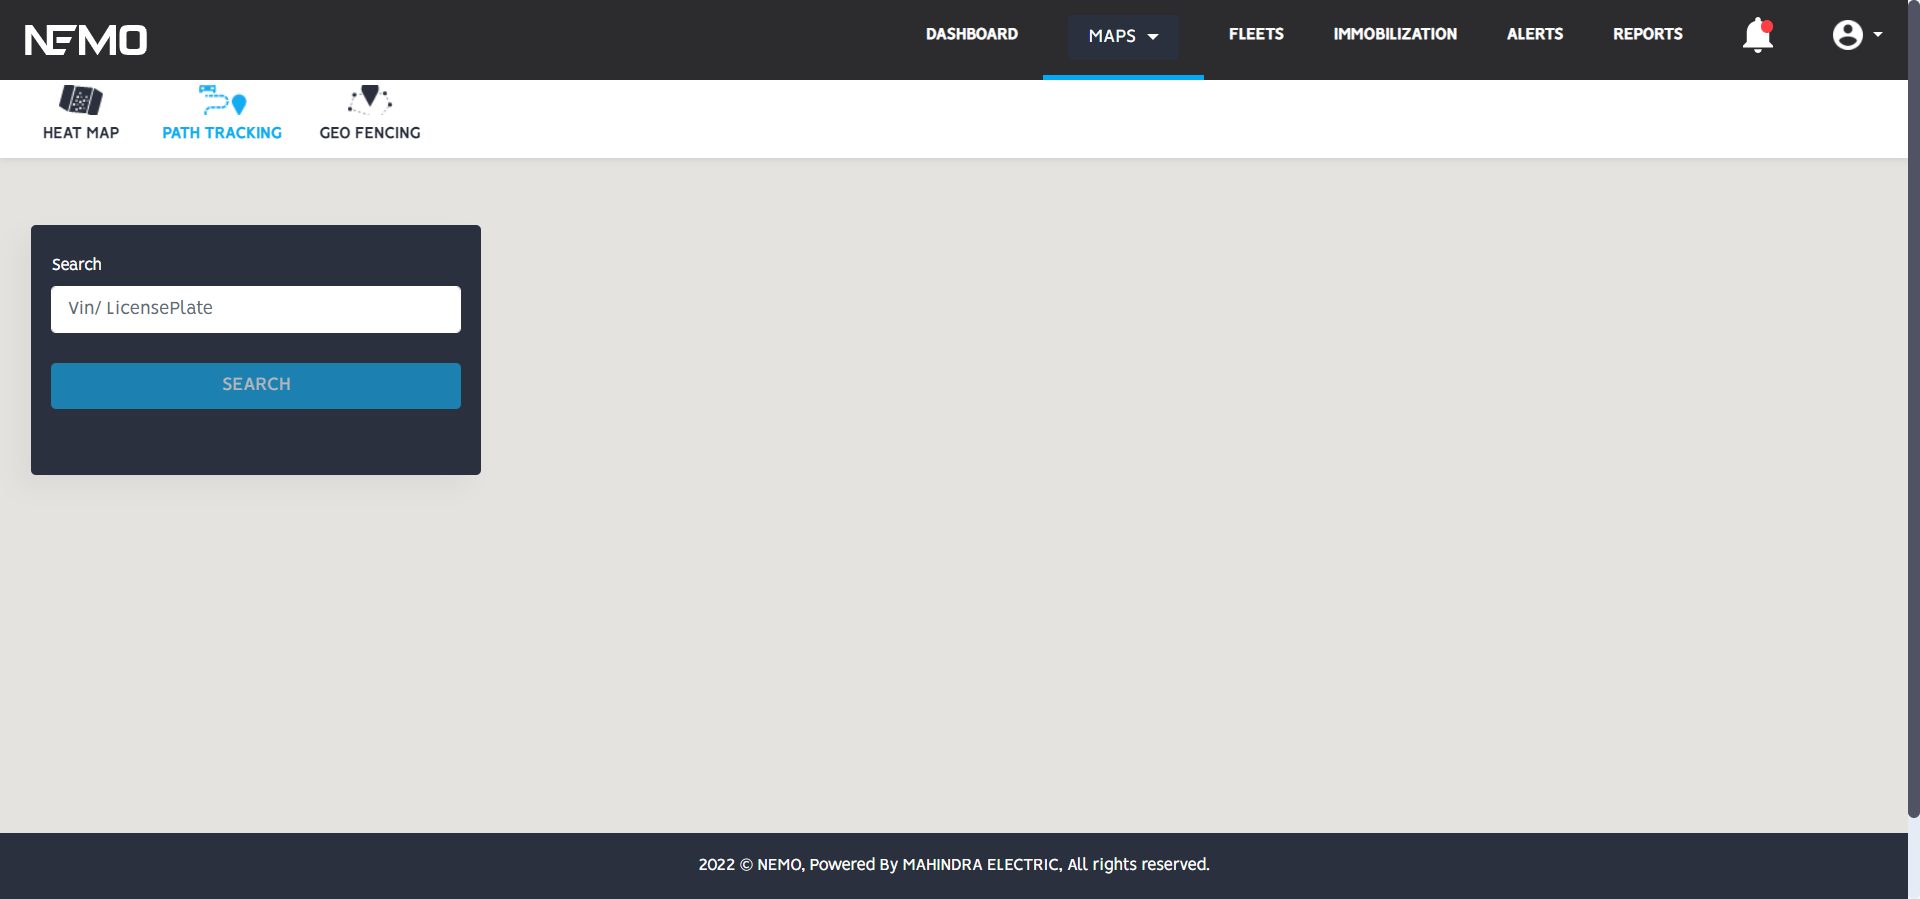 NEMO
DASHBOARD
MAPS
FLEETS
IMMOBILIZATION
ALERTS
REPORTS
HEAT MAP
PATH TRACKING
GEO FENCING
Search
Vin/ LicensePlate
SEARCH
2022 © NEMO, Powered By MAHINDRA ELECTRIC, All rights reserved.